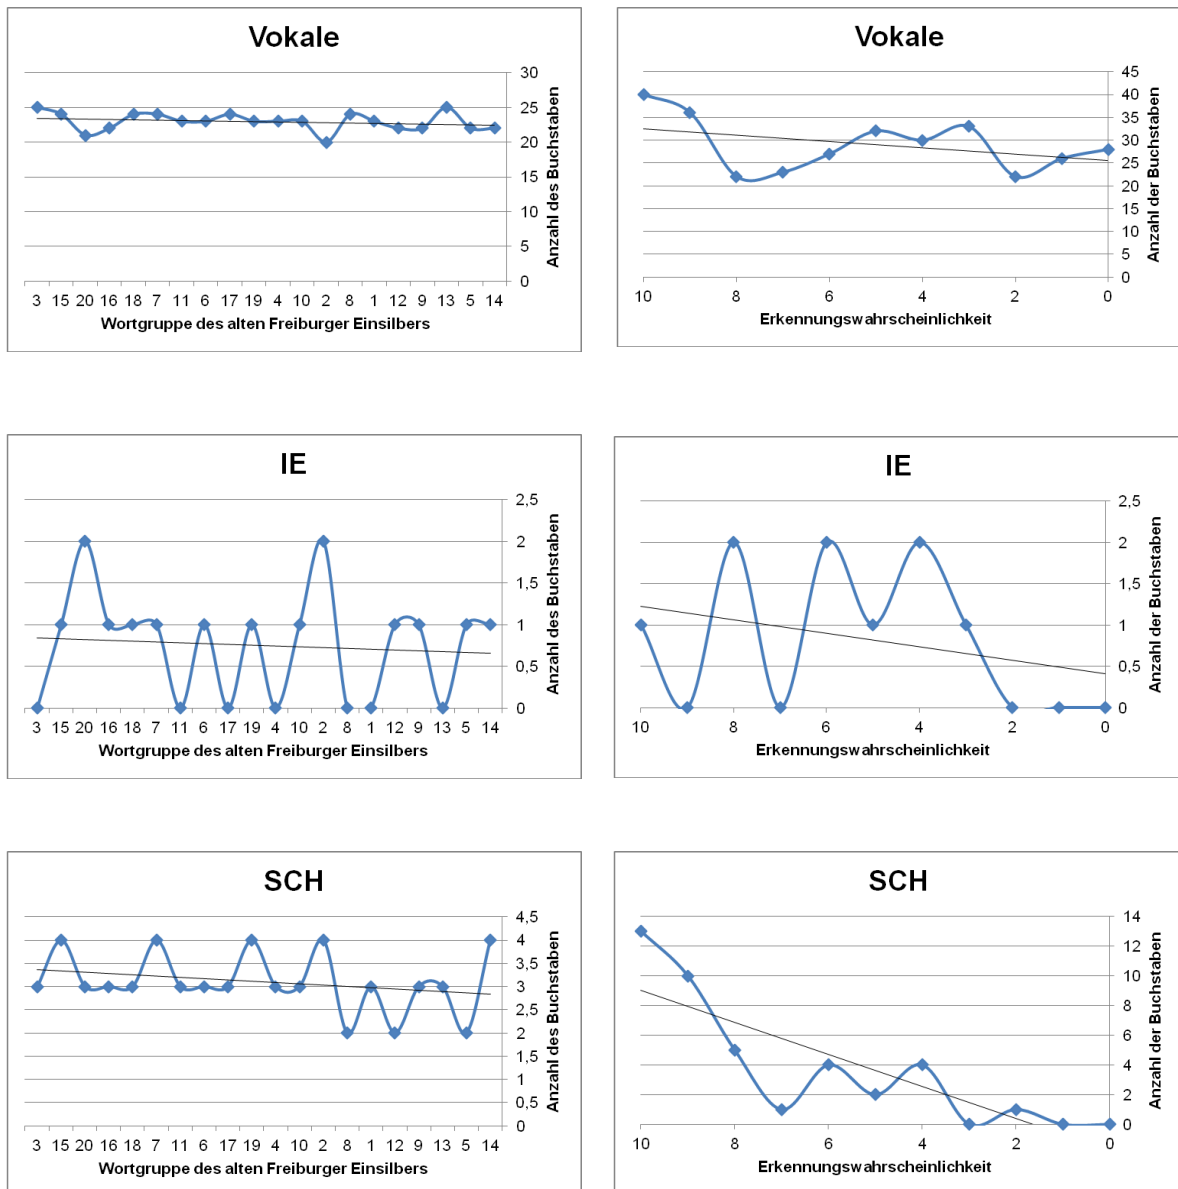 Vokale
30
25
20
15
10
5
0
Anzahl des Buchstaben
3 15 20 16 18 7 11 6 17 19 4 10 2 8 1 12 9 13 5 14
Wortgruppe des alten Freiburger Einsilbers
Vokale
45
40
35
30
25
20
15
10
5
0
Anzahl der Buchstaben
10 8 6 4 2 0
Erkennungswahrscheinlichkeit
IE
2,5
2
1,5
1
0,5
0
Anzahl des Buchstaben
3 15 20 16 18 7 11 6 17 19 4 10 2 8 1 12 9 13 5 14
Wortgruppe des alten Freiburger Einsilbers
IE
2,5
2
1,5
1
0,5
0
Anzahl der Buchstaben
10 8 6 4 2 0
Erkennungswahrscheinlichkeit
SCH
4,5
4
3,5
3
2,5
2
1,5
1
0,5
0
Anzahl des Buchstaben
3 15 20 16 18 7 11 6 17 19 4 10 2 8 1 12 9 13 5 14
Wortgruppe des alten Freiburger Einsilbers
SCH
14
12
10
8
6
4
2
0
Anzahl der Buchstaben
10 8 6 4 2 0
Erkennungswahrscheinlichkeit